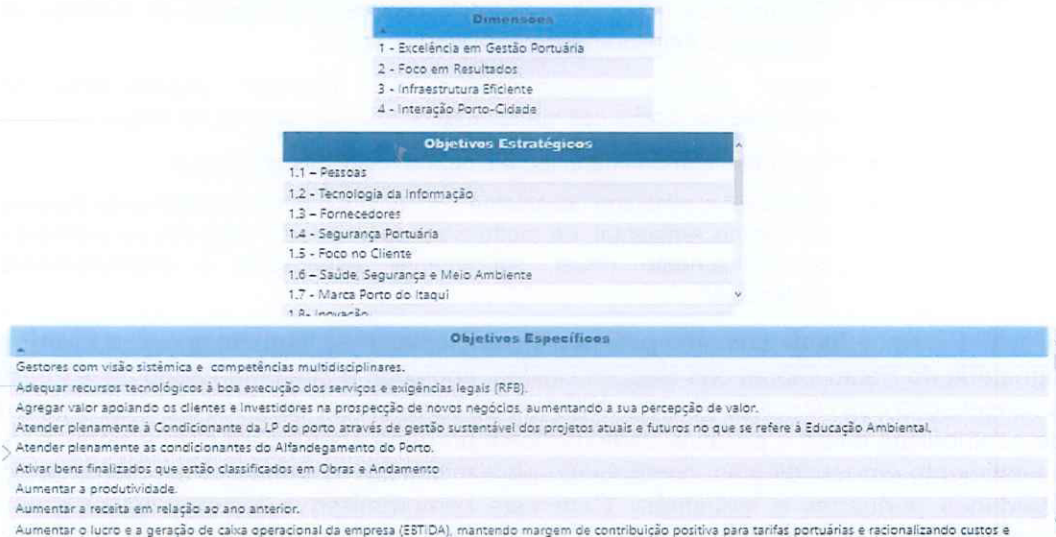 Dimensões
1 - Excelência em Gestão Portuária
2 - Foco em Resultados
3 - Infraestrutura Eficiente
4 - Interação Porto-Cidade
Objetivos Estratégicos
1.1 – Pessoas
1.2 - Tecnologia da Informação
1.3 – Fornecedores
1.4 - Segurança Portuária
1.5 - Foco no Cliente
1.6 – Saúde, Segurança e Meio Ambiente
1.7 - Marca Porto do Itaqui
1.8- Inovação
Objetivos Específicos
Gestores com visão sistêmica e competências multidisciplinares.
Adequar recursos tecnológicos à boa execução dos serviços e exigências legais (RFB).
Agregar valor apoiando os clientes e investidores na prospecção de novos negócios, aumentando a sua percepção de valor.
Atender plenamente à Condicionante da LP do porto através de gestão sustentável dos projetos atuais e futuros no que se refere à Educação Ambiental.
Atender plenamente as condicionantes do Alfandegamento do Porto.
Ativar bens finalizados que estão classificados em Obras e Andamento
Aumentar a produtividade.
Aumentar a receita em relação ao ano anterior.
Aumentar o lucro e a geração de caixa operacional da empresa (ESTIDA), mantendo margem de contribuição positiva para tarifas portuárias e racionalizando custos e